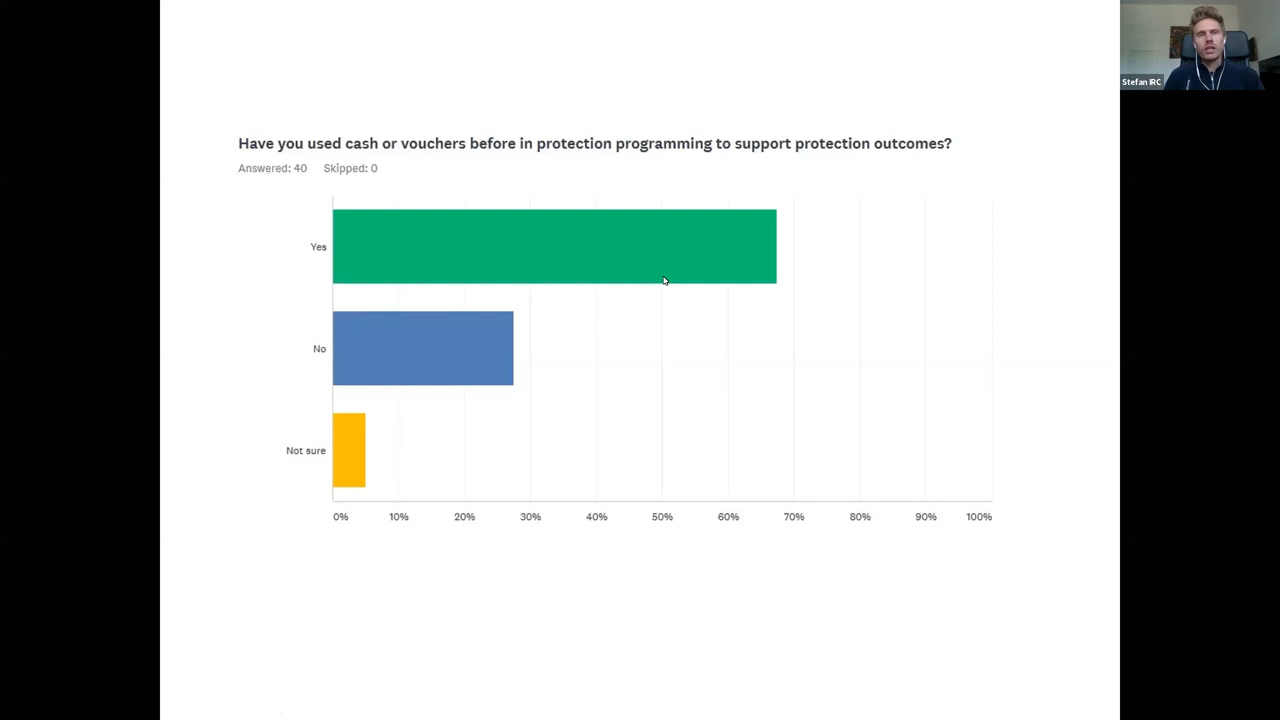 Stefan IRC
Have you used cash or vouchers before in protection programming to support protection outcomes?
Answered: 40 Skipped: 0
Yes
No
Not sure
0% 10% 20% 30% 40% 50% 60% 70% 80% 90% 100%